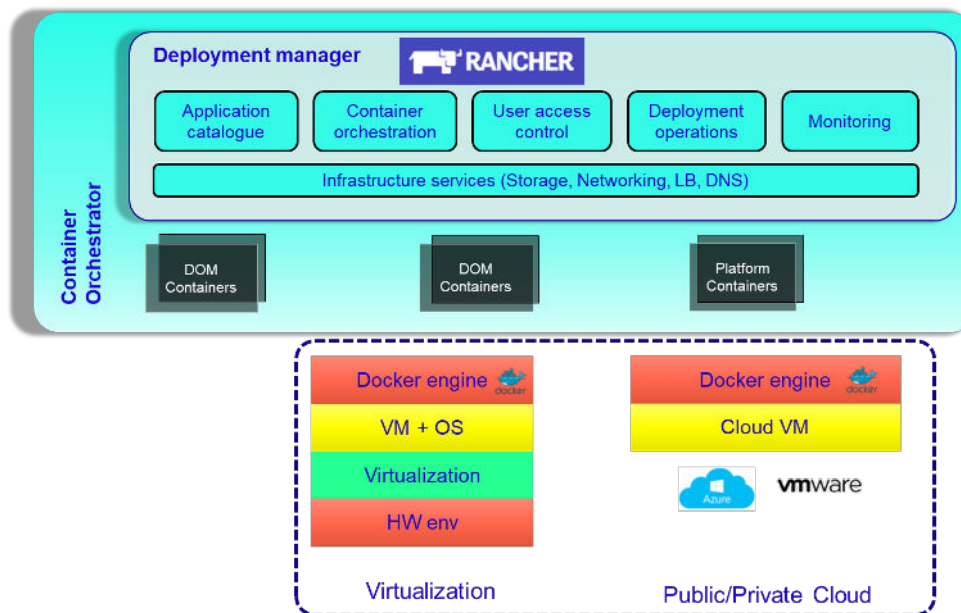 Deployment manager
RANCHER
Application
catalogue
Container
orchestration
User access
control
Deployment
operations
Monitoring
Infrastructure services (Storage, Networking, LB, DNS)
Container
Orchestrator
DOM
Containers
DOM
Containers
Platform
Containers
Docker engine
docker
VM + OS
Virtualization
HW env
Virtualization
Docker engine
docker
Cloud VM
Azure
vmware
Public/Private Cloud